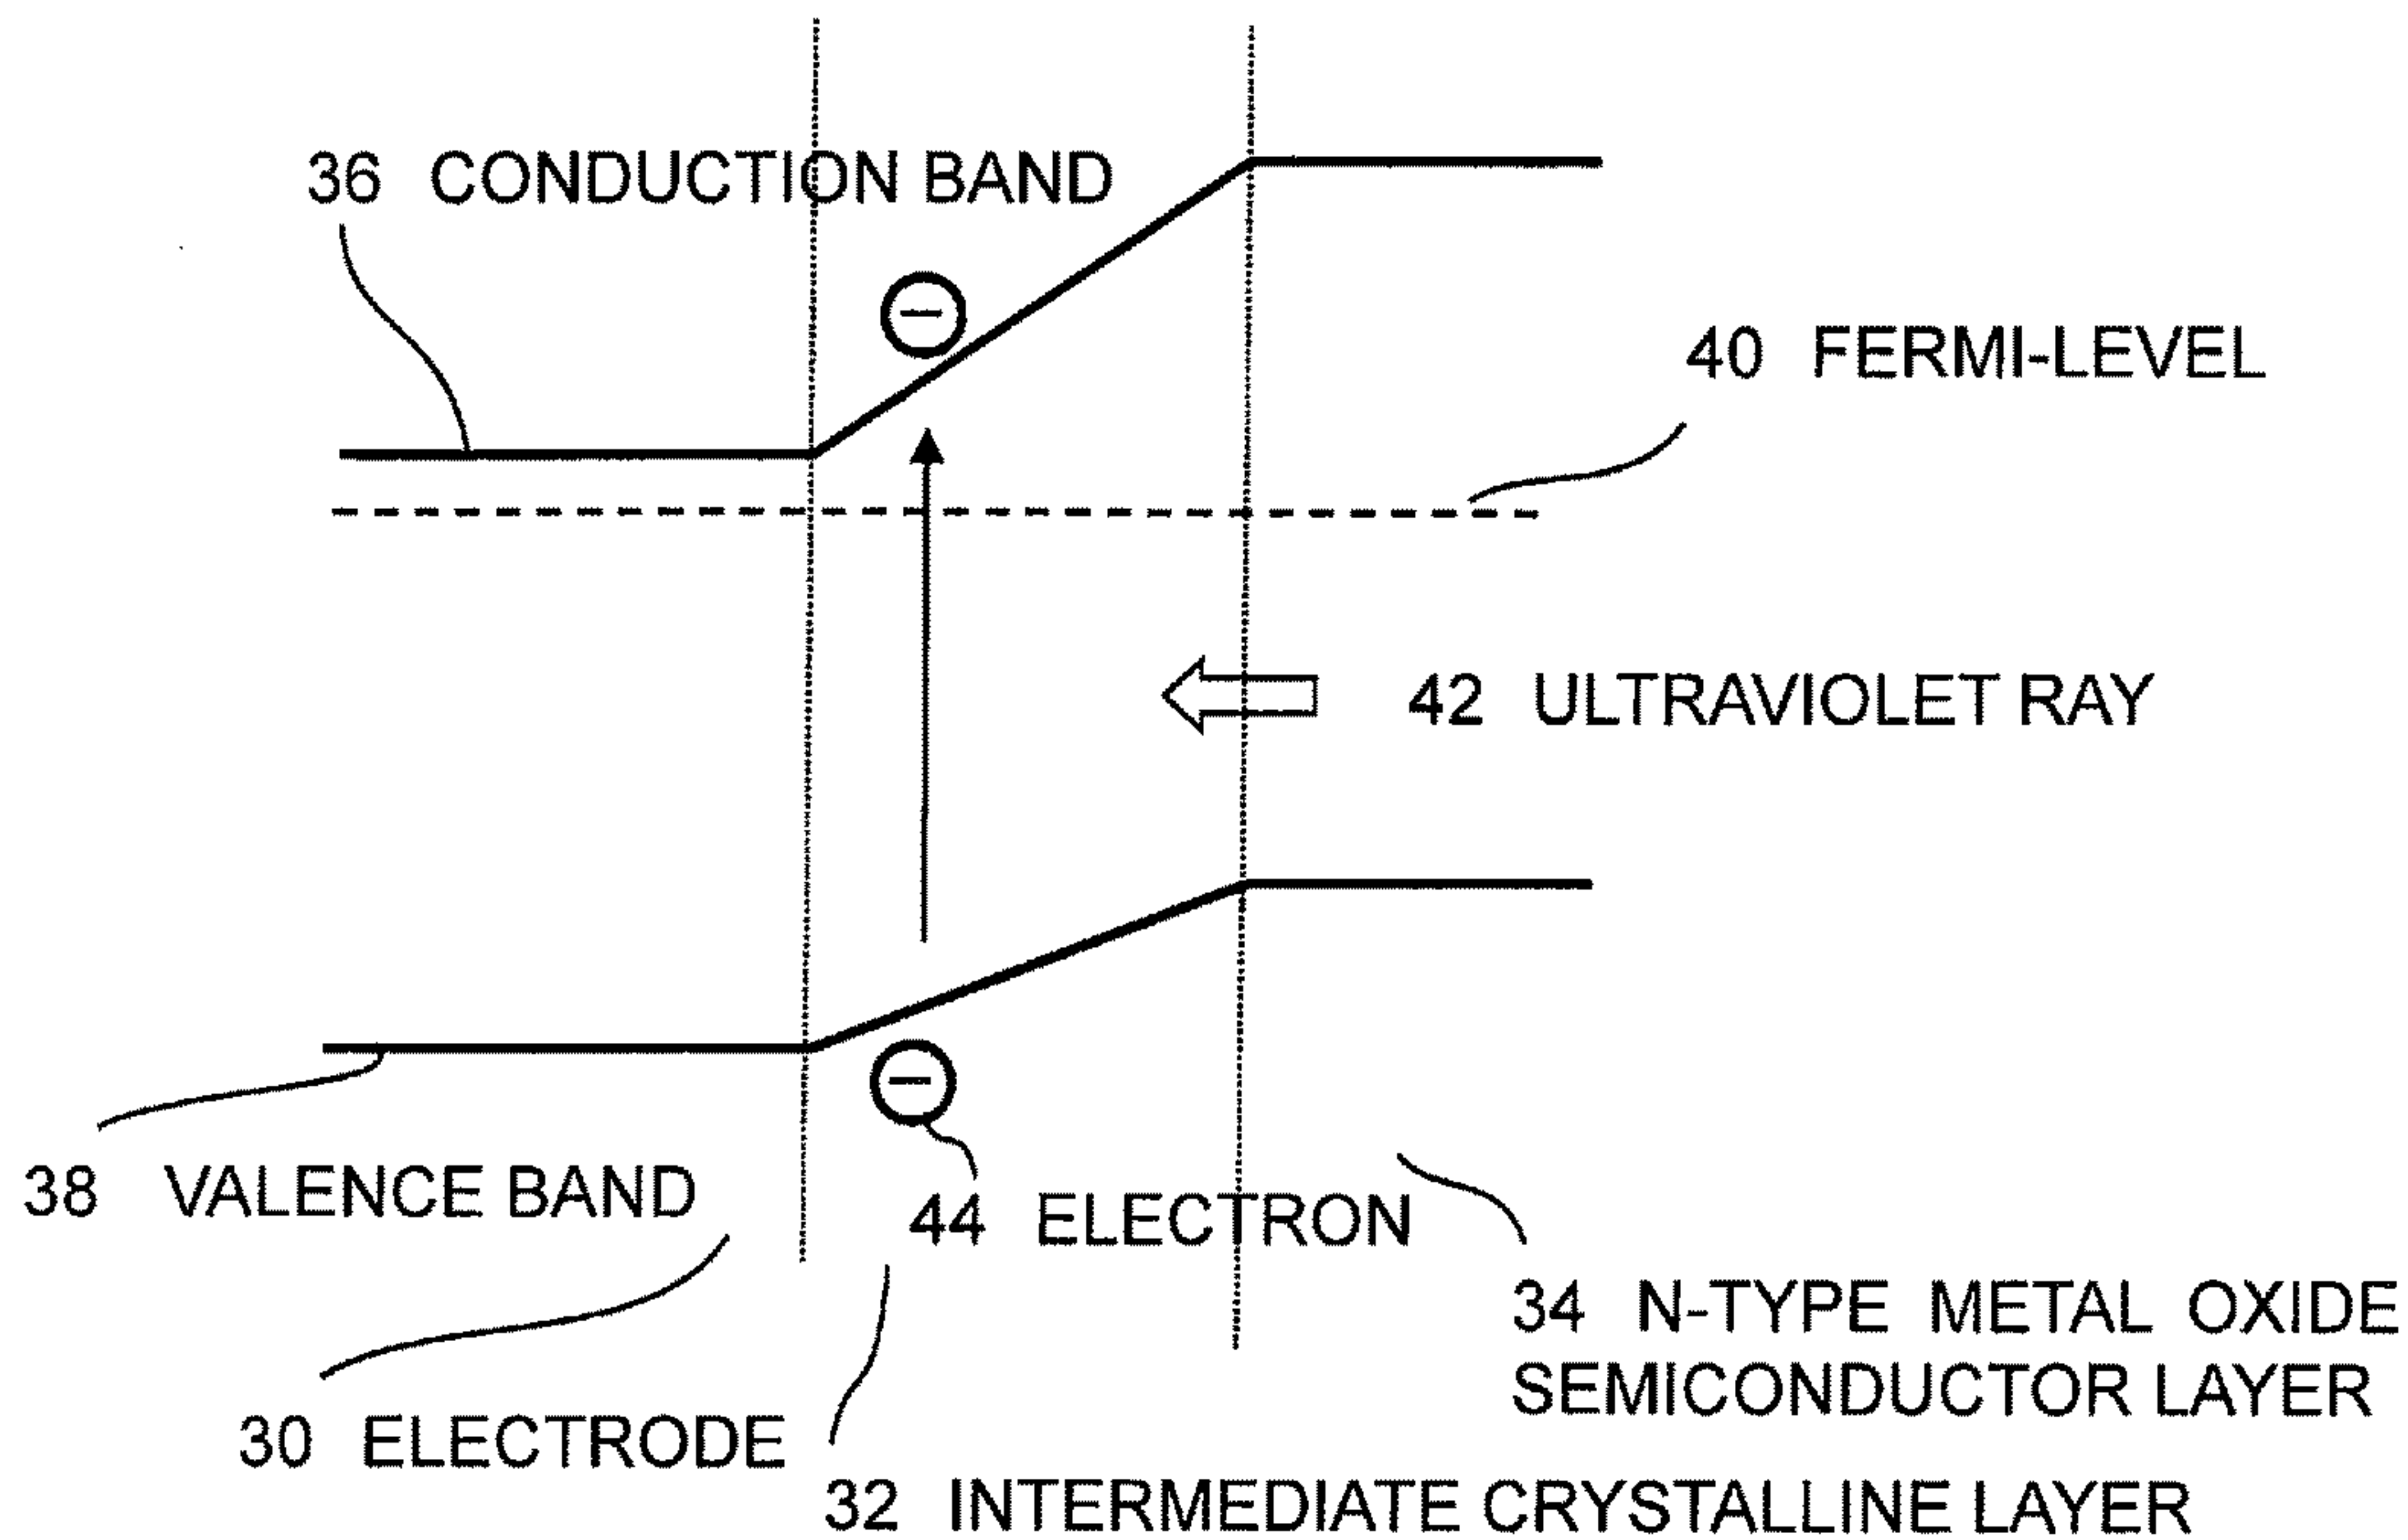 36 CONDUCTION BAND
40 FERMI-LEVEL
42 ULTRAVIOLET RAY
38 VALENCE BAND
44 ELECTRON
34 N-TYPE METAL OXIDE
SEMICONDUCTOR LAYER
30 ELECTRODE
32 INTERMEDIATE CRYSTALLINE LAYER